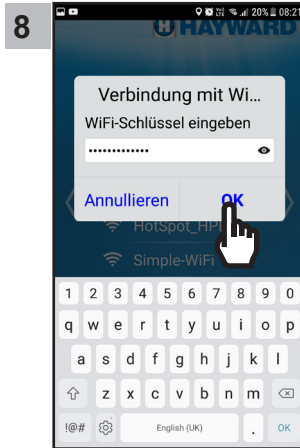 8
20% 08:21
HAYWARD
Verbindung mit Wi...
WiFi-Schlüssel eingeben
•••••••••••••
Annullieren OK
HotSpot_HP
Simple-WiFi
1 2 3 4 5 6 7 8 9 0
q w e r t y u i o p
a s d f g h j k l
z x c v b n m
!@# English (UK) . OK